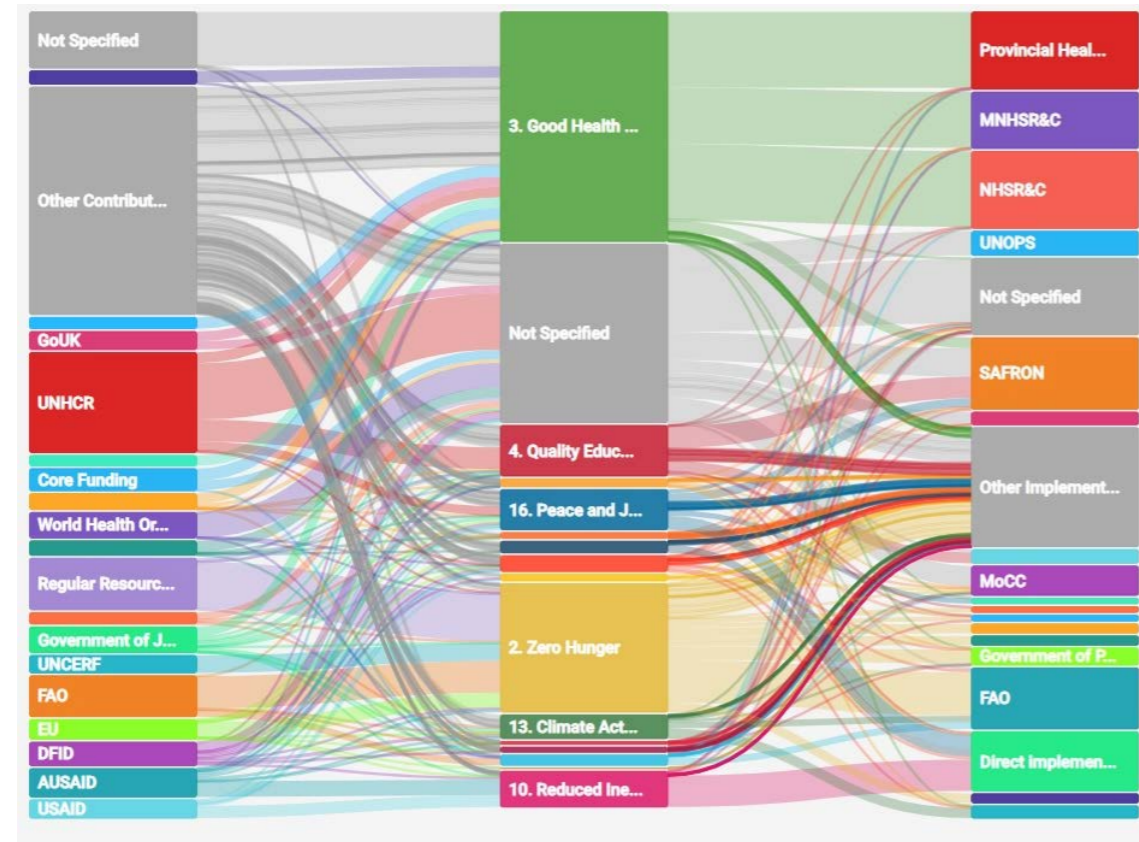 Not Specified
Other Contribut...
GoUK
UNHCR
Core Funding
World Health Or...
Regular Resourc...
Government of J...
UNCERF
FAO
EU
DFID
AUSAID
USAID
3. Good Health ...
Not Specified
4. Quality Educ...
16. Peace and J...
2. Zero Hunger
13. Climate Act...
10. Reduced Ine...
Provincial Heal...
MNHSR&C
NHSR&C
UNOPS
Not Specified
SAFRON
Other Implement...
MoCC
Government of P...
FAO
Direct Implemen...